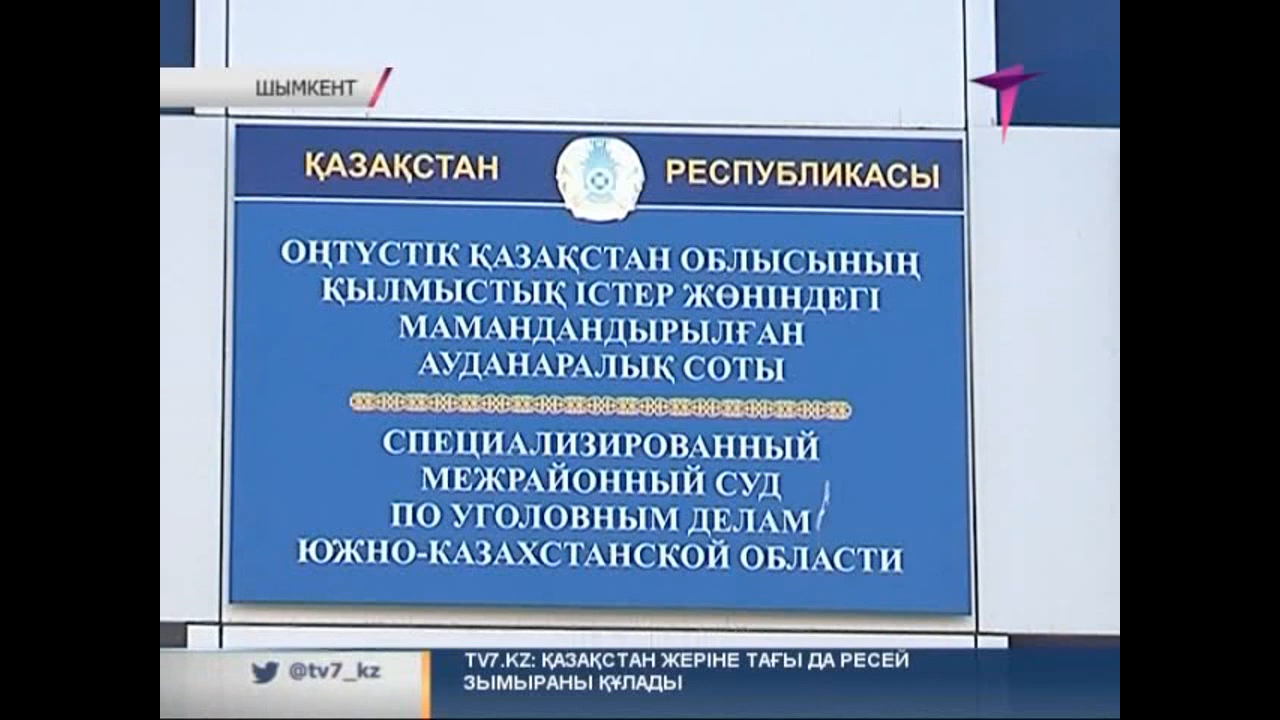 ШЫМКЕНТ
ҚАЗАҚСТАН РЕСПУБЛИКАСЫ
ОҢТҮСТІК ҚАЗАҚСТАН ОБЛЫСЫНЫҢ
ҚЫЛМЫСТЫҚ ІСТЕР ЖӨНІНДЕГІ
МАМАНДАНДЫРЫЛҒАН
АУДАНАРАЛЫҚ СОТЫ
СПЕЦИАЛИЗИРОВАННЫЙ
МЕЖРАЙОННЫЙ СУД
ПО УГОЛОВНЫМ ДЕЛАМ
ЮЖНО-КАЗАХСТАНСКОЙ ОБЛАСТИ
@tv7_kz
TV7.KZ: ҚАЗАҚСТАН ЖЕРІНЕ ТАҒЫ ДА РЕСЕЙ
ЗЫМЫРАНЫ ҚҰЛАДЫ